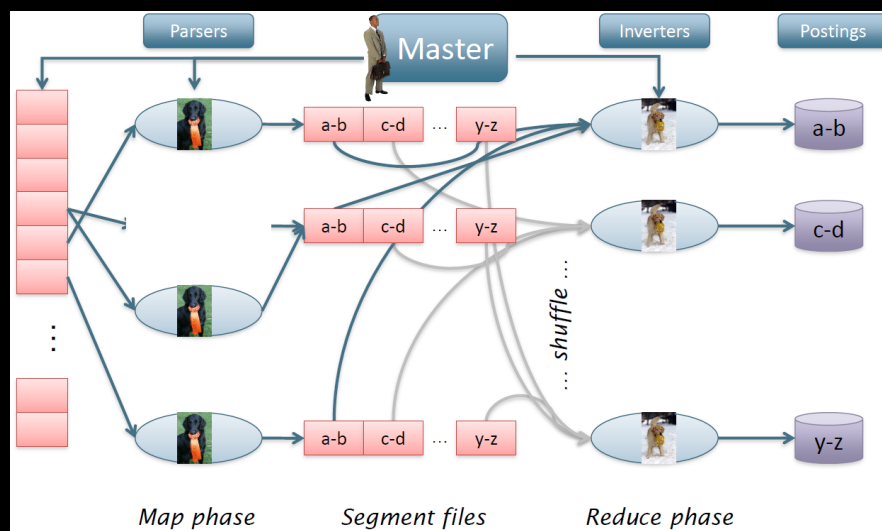 Parsers
Master
Inverters
Postings
a-b c-d ... y-z
a-b
a-b c-d ... y-z
c-d
... shuffle ...
⋮
a-b c-d ... y-z
y-z
Map phase
Segment files
Reduce phase